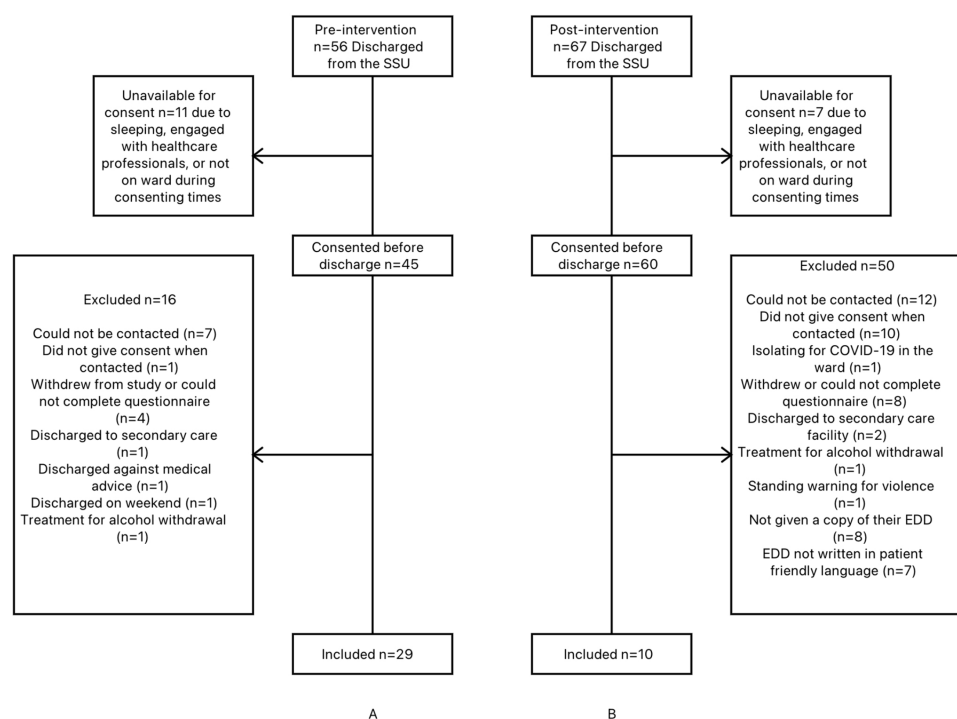 Pre-intervention
n=56 Discharged
from the SSU
Unavailable for
consent n=11 due to
sleeping, engaged
with healthcare
professionals, or not
on ward during
consenting times
Consented before
discharge n=45
Excluded n=16
Could not be contacted (n=7)
Did not give consent when
contacted (n=1)
Withdrew from study or could
not complete questionnaire
(n=4)
Discharged to secondary care
(n=1)
Discharged against medical
advice (n=1)
Discharged on weekend (n=1)
Treatment for alcohol withdrawal
(n=1)
Included n=29
A
Post-intervention
n=67 Discharged
from the SSU
Unavailable for
consent n=7 due to
sleeping, engaged
with healthcare
professionals, or not
on ward during
consenting times
Consented before
discharge n=60
Excluded n=50
Could not be contacted (n=12)
Did not give consent when
contacted (n=10)
Isolating for COVID-19 in the
ward (n=1)
Withdrew or could not complete
questionnaire (n=8)
Discharged to secondary care
facility (n=2)
Treatment for alcohol withdrawal
(n=1)
Standing warning for violence
(n=1)
Not given a copy of their EDD
(n=8)
EDD not written in patient
friendly language (n=7)
Included n=10
B